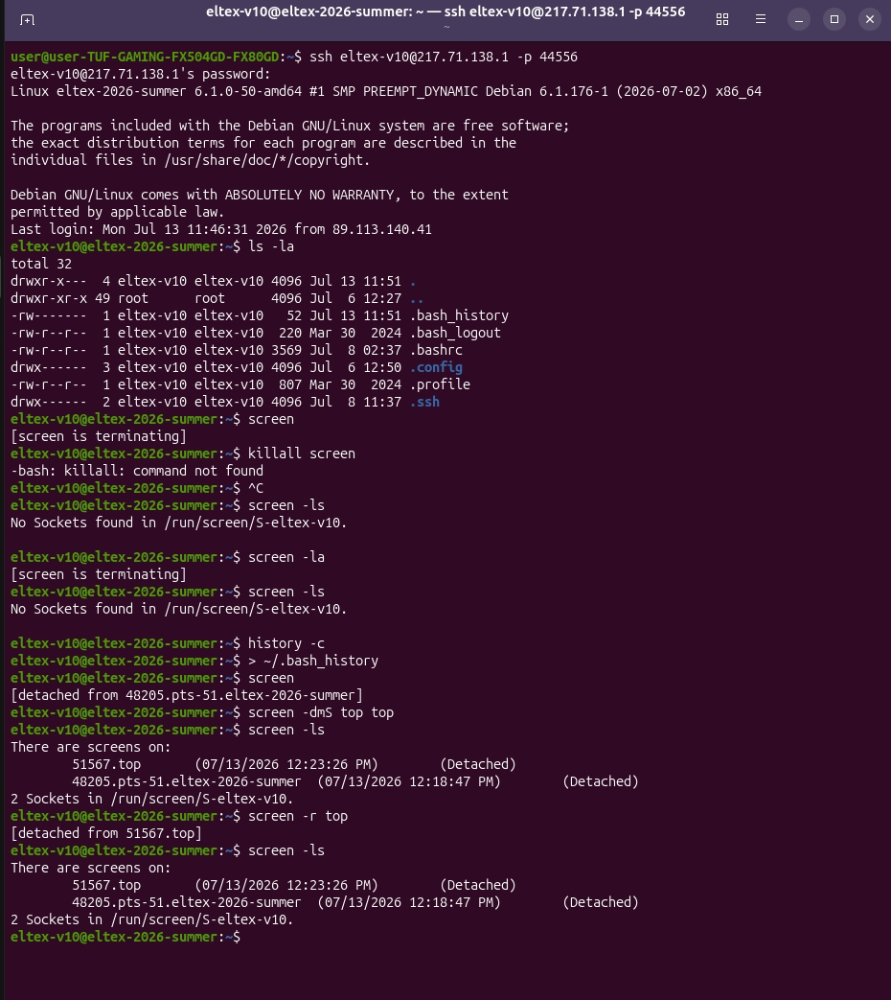 eltex-v10@eltex-2026-summer: ~ — ssh eltex-v10@217.71.138.1 -p 44556
~
user@user-TUF-GAMING-FX504GD-FX80GD:~$ ssh eltex-v10@217.71.138.1 -p 44556
eltex-v10@217.71.138.1's password:
Linux eltex-2026-summer 6.1.0-50-amd64 #1 SMP PREEMPT_DYNAMIC Debian 6.1.176-1 (2026-07-02) x86_64

The programs included with the Debian GNU/Linux system are free software;
the exact distribution terms for each program are described in the
individual files in /usr/share/doc/*/copyright.

Debian GNU/Linux comes with ABSOLUTELY NO WARRANTY, to the extent
permitted by applicable law.
Last login: Mon Jul 13 11:46:31 2026 from 89.113.140.41
eltex-v10@eltex-2026-summer:~$ ls -la
total 32
drwxr-x---  4 eltex-v10 eltex-v10 4096 Jul 13 11:51 .
drwxr-xr-x 49 root      root      4096 Jul  6 12:27 ..
-rw-------  1 eltex-v10 eltex-v10   52 Jul 13 11:51 .bash_history
-rw-r--r--  1 eltex-v10 eltex-v10  220 Mar 30  2024 .bash_logout
-rw-r--r--  1 eltex-v10 eltex-v10 3569 Jul  8 02:37 .bashrc
drwx------  3 eltex-v10 eltex-v10 4096 Jul  6 12:50 .config
-rw-r--r--  1 eltex-v10 eltex-v10  807 Mar 30  2024 .profile
drwx------  2 eltex-v10 eltex-v10 4096 Jul  8 11:37 .ssh
eltex-v10@eltex-2026-summer:~$ screen
[screen is terminating]
eltex-v10@eltex-2026-summer:~$ killall screen
-bash: killall: command not found
eltex-v10@eltex-2026-summer:~$ ^C
eltex-v10@eltex-2026-summer:~$ screen -ls
No Sockets found in /run/screen/S-eltex-v10.

eltex-v10@eltex-2026-summer:~$ screen -la
[screen is terminating]
eltex-v10@eltex-2026-summer:~$ screen -ls
No Sockets found in /run/screen/S-eltex-v10.

eltex-v10@eltex-2026-summer:~$ history -c
eltex-v10@eltex-2026-summer:~$ > ~/.bash_history
eltex-v10@eltex-2026-summer:~$ screen
[detached from 48205.pts-51.eltex-2026-summer]
eltex-v10@eltex-2026-summer:~$ screen -dmS top top
eltex-v10@eltex-2026-summer:~$ screen -ls
There are screens on:
        51567.top       (07/13/2026 12:23:26 PM)        (Detached)
        48205.pts-51.eltex-2026-summer  (07/13/2026 12:18:47 PM)        (Detached)
2 Sockets in /run/screen/S-eltex-v10.
eltex-v10@eltex-2026-summer:~$ screen -r top
[detached from 51567.top]
eltex-v10@eltex-2026-summer:~$ screen -ls
There are screens on:
        51567.top       (07/13/2026 12:23:26 PM)        (Detached)
        48205.pts-51.eltex-2026-summer  (07/13/2026 12:18:47 PM)        (Detached)
2 Sockets in /run/screen/S-eltex-v10.
eltex-v10@eltex-2026-summer:~$